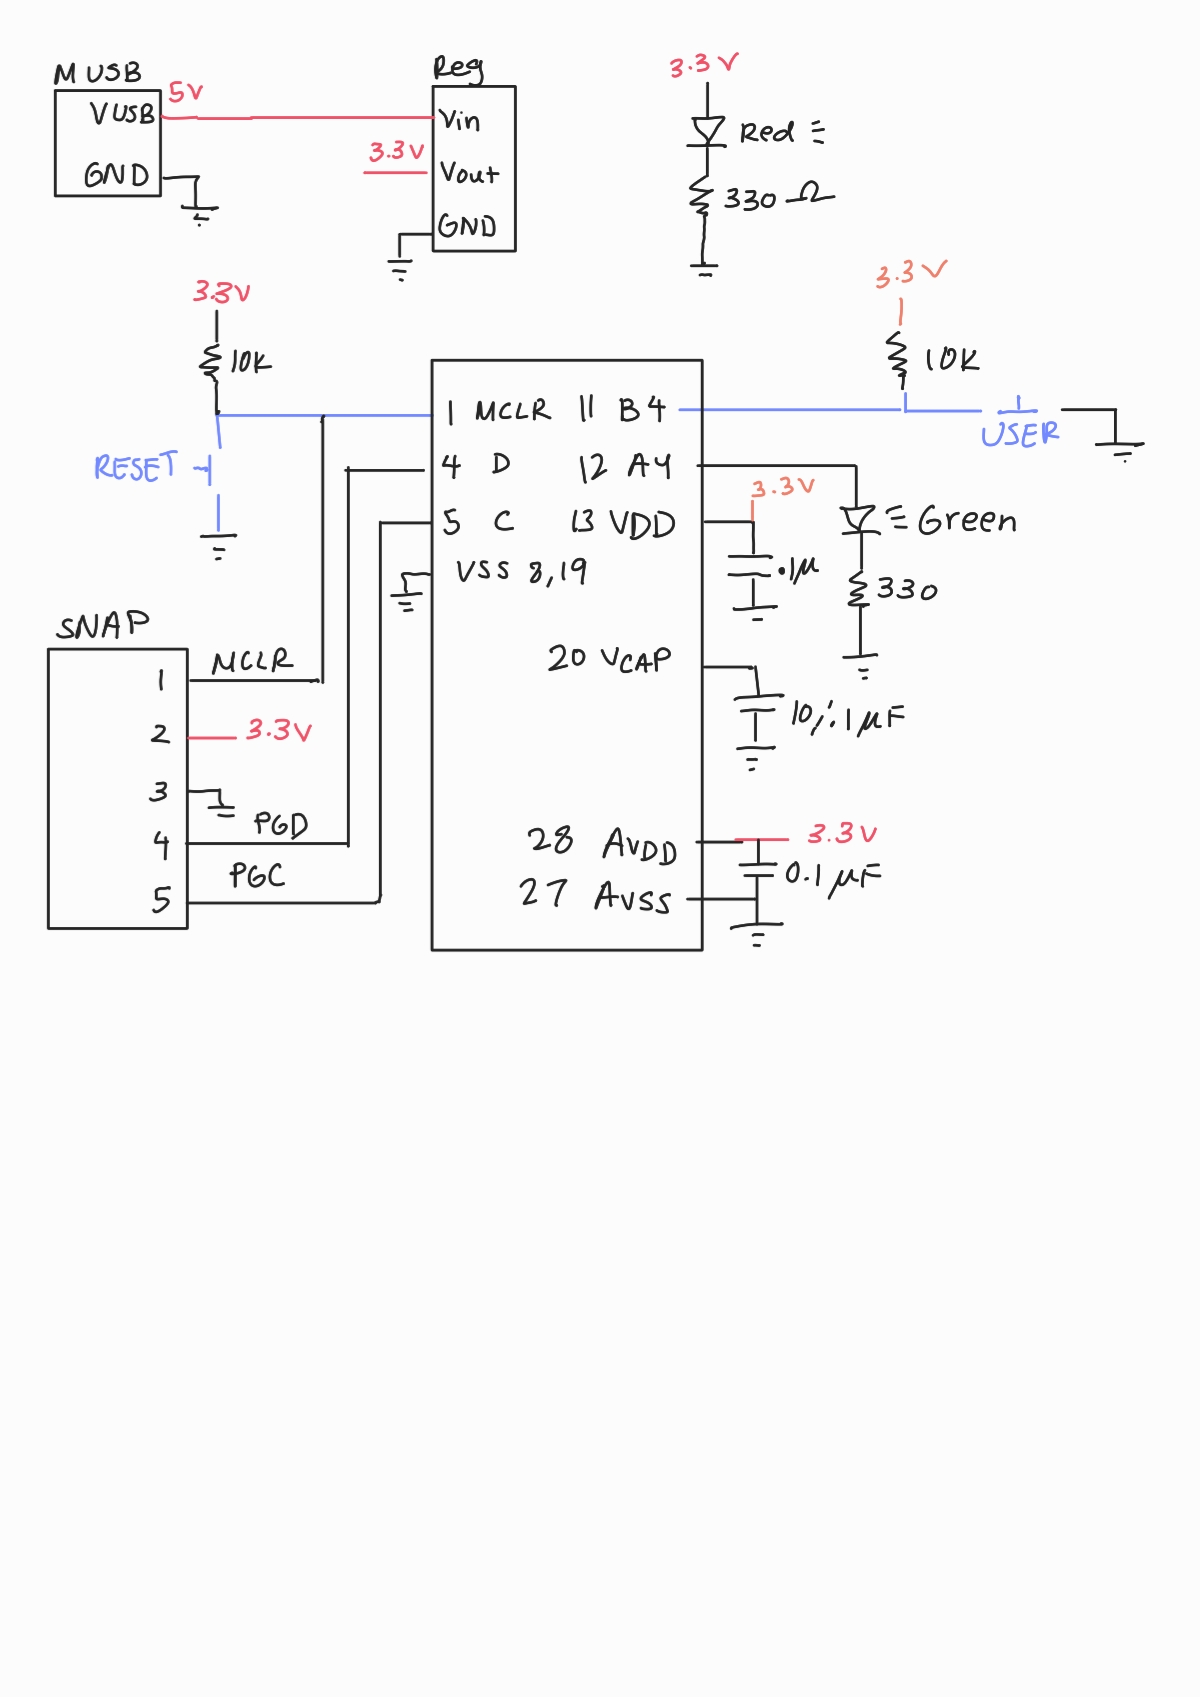 M USB
5V
VUSB
GND
Reg
Vin
3.3V
Vout
GND
3.3V
Red
330 Ω
3.3V
10K
RESET
3.3V
10K
USER
1 MCLR 11 B4
4 D 12 A4
5 C 13 VDD
VSS 8,19
20 VCAP
28 AVDD
27 AVSS
3.3V
.1µ
Green
330
10,.1µF
3.3V
0.1µF
SNAP
1 MCLR
2 3.3V
3
4 PGD
5 PGC